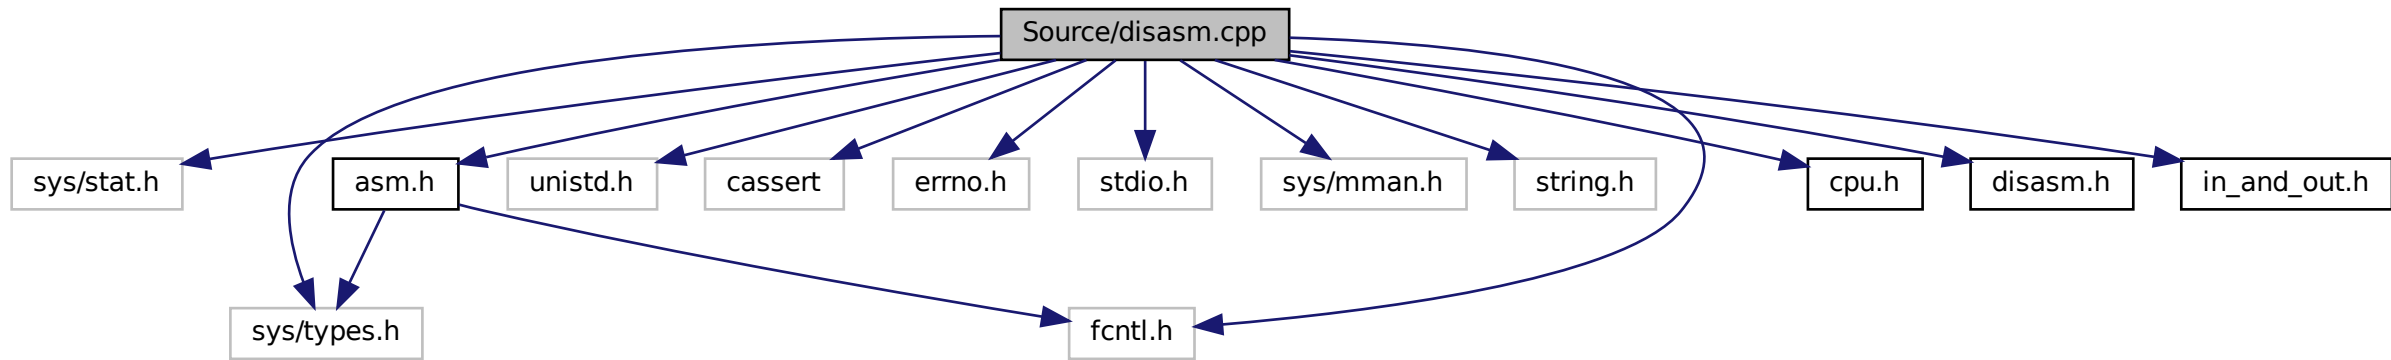 Source/disasm.cpp
sys/stat.h
asm.h
unistd.h
cassert
errno.h
stdio.h
sys/mman.h
string.h
cpu.h
disasm.h
in_and_out.h
sys/types.h
fcntl.h